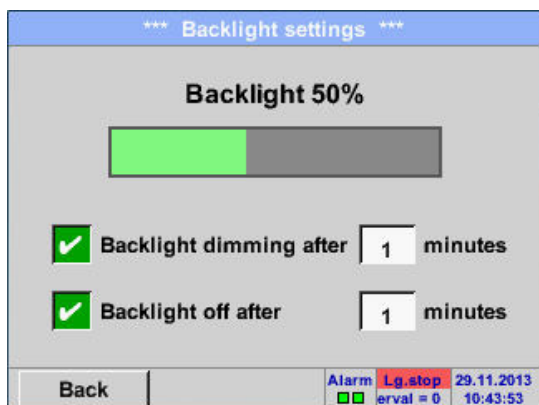 *** Backlight settings ***
Backlight 50%
Backlight dimming after 1 minutes
Backlight off after 1 minutes
Back
Alarm Lg.stop 29.11.2013
erval = 0 10:43:53